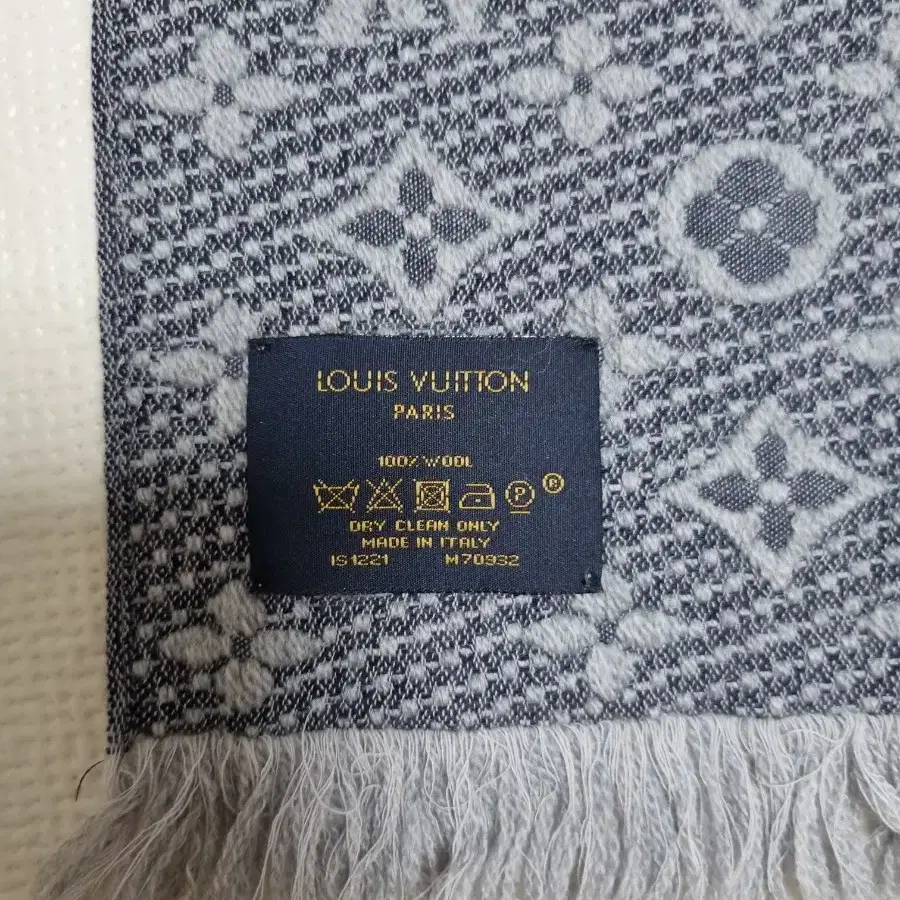 LOUIS VUITTON
PARIS
100% WOOL
P ®
DRY CLEAN ONLY
MADE IN ITALY
IS1221 M70932